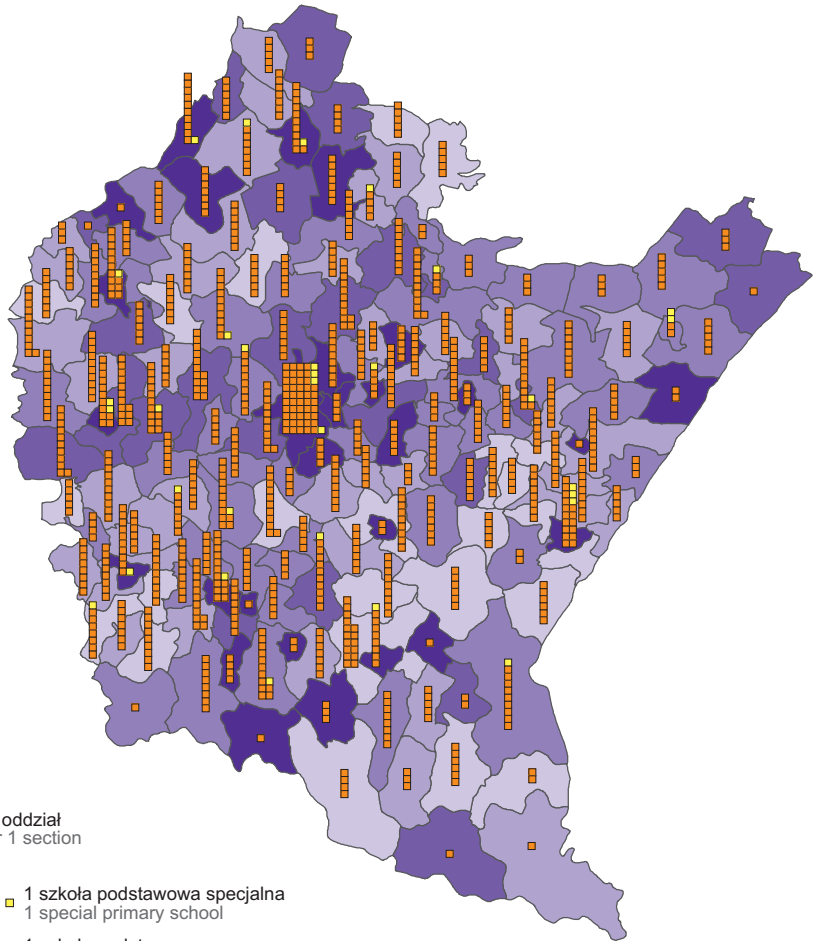 oddział
1 section
1 szkoła podstawowa specjalna
1 special primary school